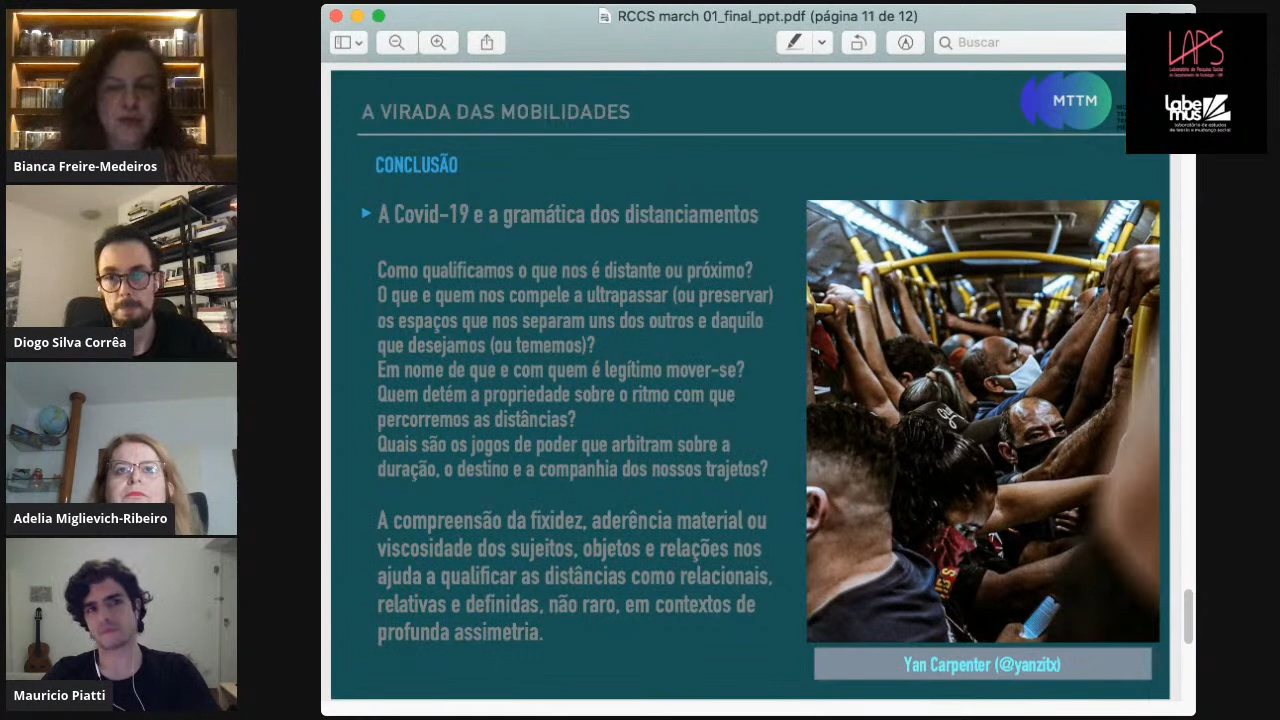 Bianca Freire-Medeiros
Diogo Silva Corrêa
Adelia Miglievich-Ribeiro
Mauricio Piatti
RCCS march 01_final_ppt.pdf (página 11 de 12)
Buscar
LAPS
labemus
A VIRADA DAS MOBILIDADES
MTTM
CONCLUSÃO
A Covid-19 e a gramática dos distanciamentos
Como qualificamos o que nos é distante ou próximo?
O que e quem nos compele a ultrapassar (ou preservar)
os espaços que nos separam uns dos outros e daquilo
que desejamos (ou tememos)?
Em nome de que e com quem é legítimo mover-se?
Quem detém a propriedade sobre o ritmo com que
percorremos as distâncias?
Quais são os jogos de poder que arbitram sobre a
duração, o destino e a companhia dos nossos trajetos?
A compreensão da fixidez, aderência material ou
viscosidade dos sujeitos, objetos e relações nos
ajuda a qualificar as distâncias como relacionais,
relativas e definidas, não raro, em contextos de
profunda assimetria.
Yan Carpenter (@yanzitx)